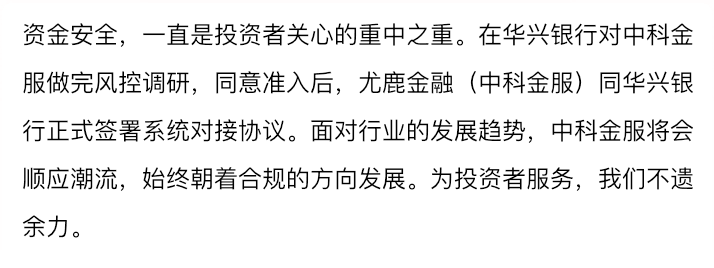 资金安全，一直是投资者关心的重中之重。在华兴银行对中科金
服做完风控调研，同意准入后，尤鹿金融（中科金服）同华兴银
行正式签署系统对接协议。面对行业的发展趋势，中科金服将会
顺应潮流，始终朝着合规的方向发展。为投资者服务，我们不遗
余力。